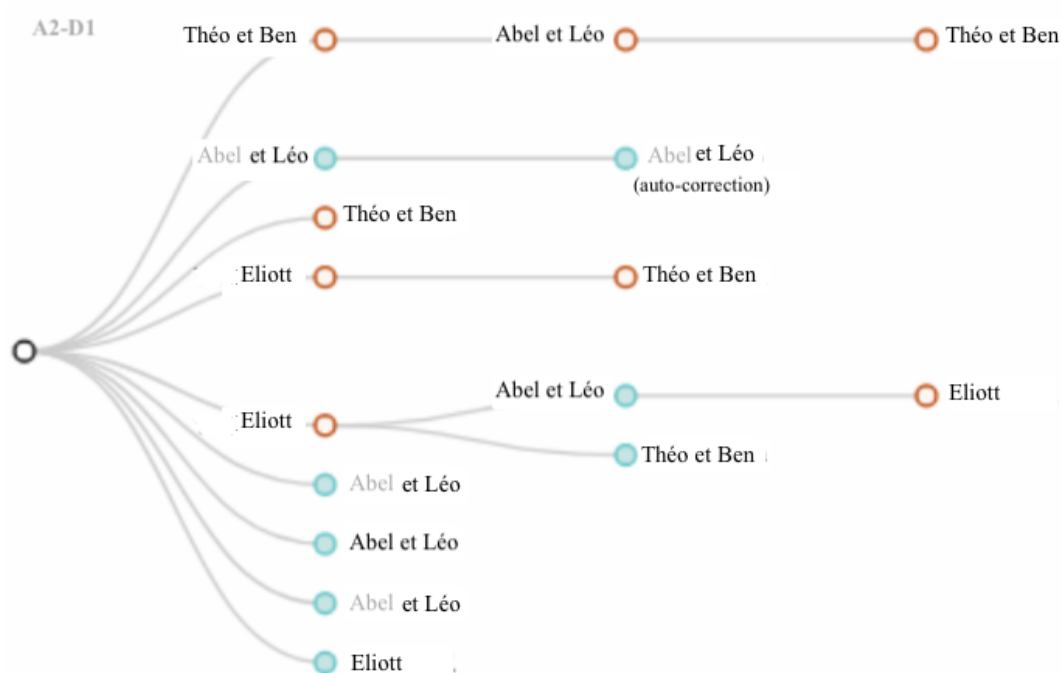 A2-D1
Théo et Ben
Abel et Léo
Théo et Ben
Abel et Léo
Abel et Léo
(auto-correction)
Théo et Ben
Eliott
Théo et Ben
Eliott
Abel et Léo
Eliott
Théo et Ben
Abel et Léo
Abel et Léo
Abel et Léo
Eliott